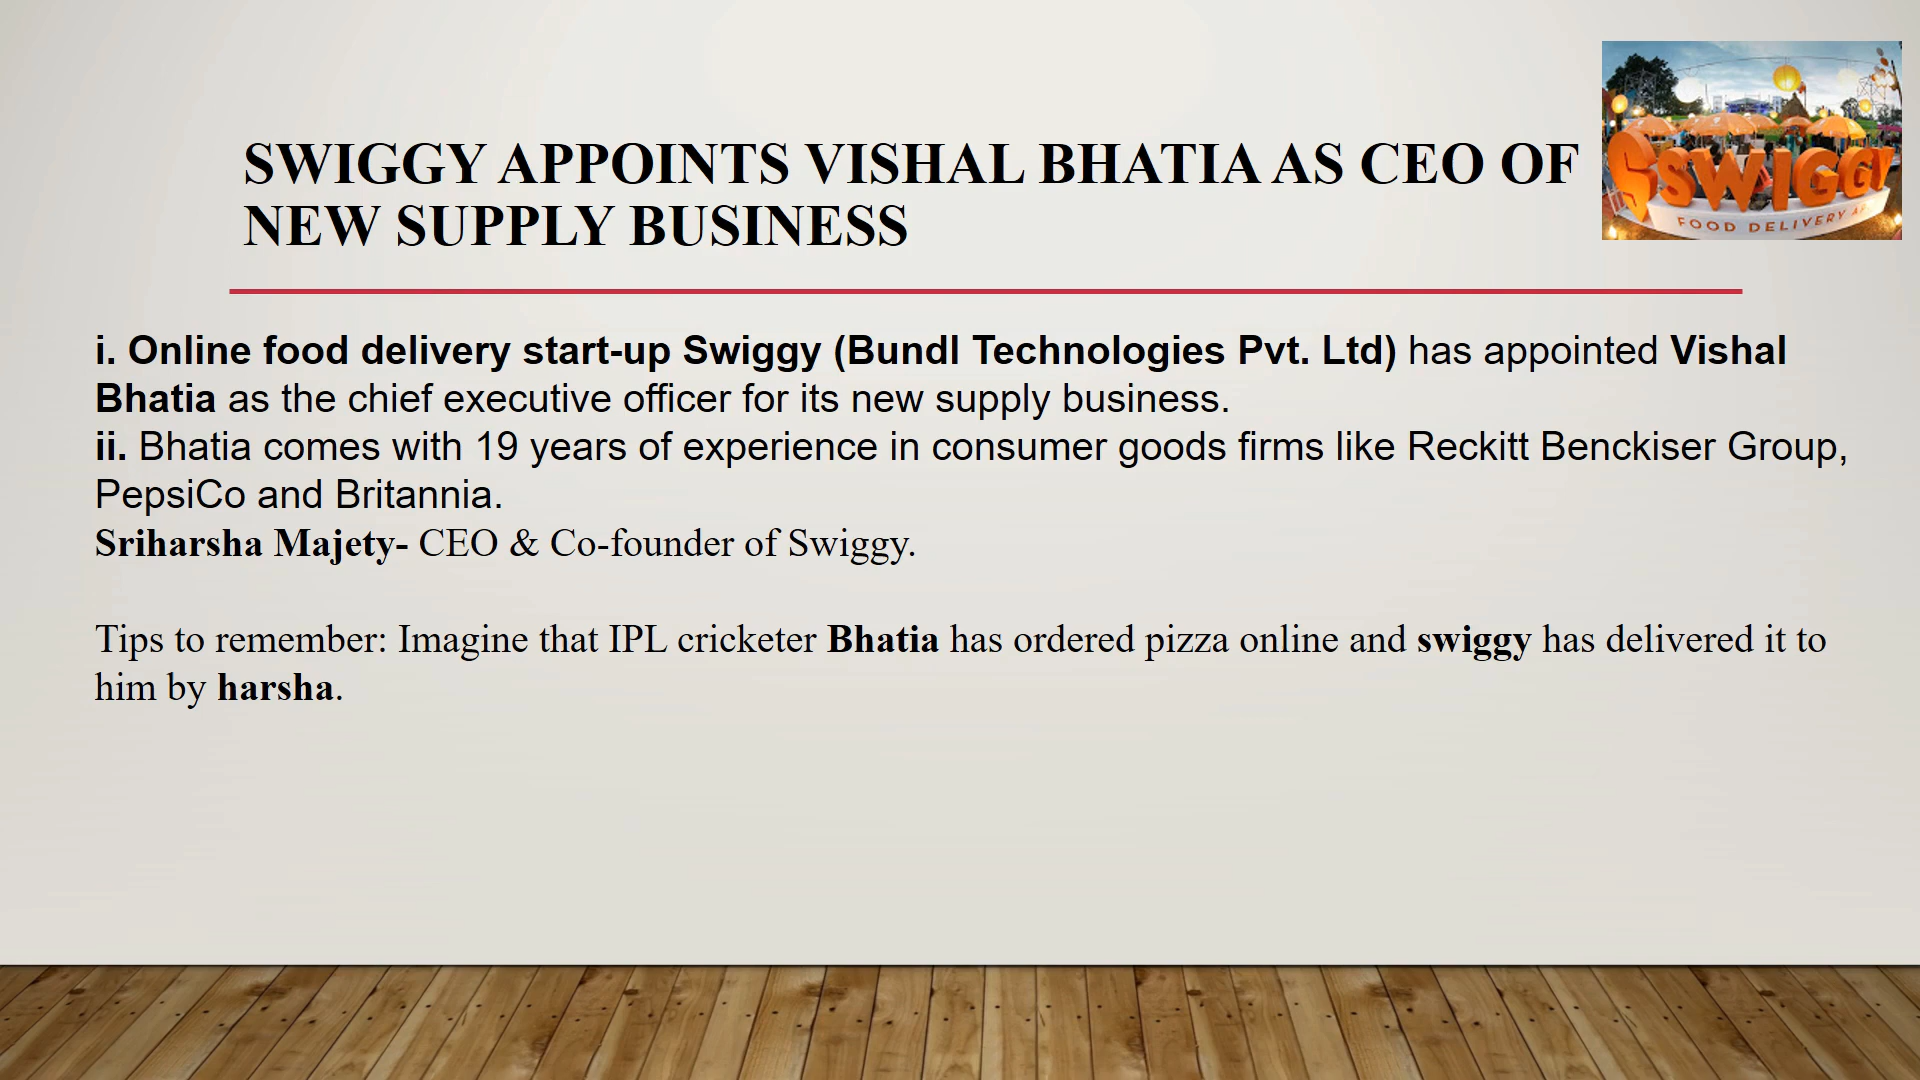 SWIGGY APPOINTS VISHAL BHATIA AS CEO OF
NEW SUPPLY BUSINESS
SWIGGY
FOOD DELIVERY
i. Online food delivery start-up Swiggy (Bundl Technologies Pvt. Ltd) has appointed Vishal
Bhatia as the chief executive officer for its new supply business.
ii. Bhatia comes with 19 years of experience in consumer goods firms like Reckitt Benckiser Group,
PepsiCo and Britannia.
Sriharsha Majety- CEO & Co-founder of Swiggy.
Tips to remember: Imagine that IPL cricketer Bhatia has ordered pizza online and swiggy has delivered it to
him by harsha.